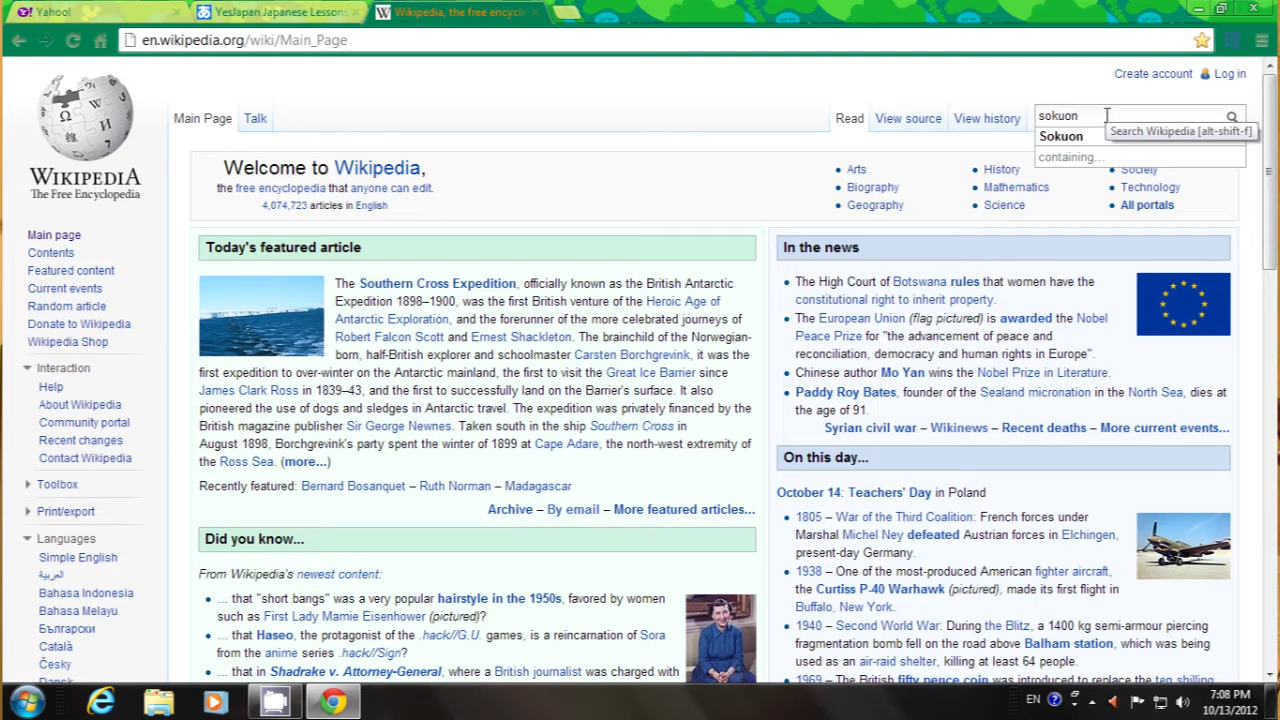 Yahoo!
YesJapan Japanese Lessons
Wikipedia, the free encycl
en.wikipedia.org/wiki/Main_Page
Create account
Log in
Main Page
Talk
Read
View source
View history
sokuon
Search Wikipedia [alt-shift-f]
Sokuon
containing...
WIKIPEDIA
The Free Encyclopedia
Main page
Contents
Featured content
Current events
Random article
Donate to Wikipedia
Wikipedia Shop
Interaction
Help
About Wikipedia
Community portal
Recent changes
Contact Wikipedia
Toolbox
Print/export
Languages
Simple English
العربية
Bahasa Indonesia
Bahasa Melayu
Български
Català
Česky
Dansk
Welcome to Wikipedia,
the free encyclopedia that anyone can edit.
4,074,723 articles in English
Arts
Biography
Geography
History
Mathematics
Science
Society
Technology
All portals
Today's featured article
The Southern Cross Expedition, officially known as the British Antarctic
Expedition 1898–1900, was the first British venture of the Heroic Age of
Antarctic Exploration, and the forerunner of the more celebrated journeys of
Robert Falcon Scott and Ernest Shackleton. The brainchild of the Norwegian-
born, half-British explorer and schoolmaster Carsten Borchgrevink, it was the
first expedition to over-winter on the Antarctic mainland, the first to visit the Great Ice Barrier since
James Clark Ross in 1839–43, and the first to successfully land on the Barrier's surface. It also
pioneered the use of dogs and sledges in Antarctic travel. The expedition was privately financed by the
British magazine publisher Sir George Newnes. Taken south in the ship Southern Cross in
August 1898, Borchgrevink's party spent the winter of 1899 at Cape Adare, the north-west extremity of
the Ross Sea. (more...)
Recently featured: Bernard Bosanquet – Ruth Norman – Madagascar
Archive – By email – More featured articles...
Did you know...
From Wikipedia's newest content:
... that "short bangs" was a very popular hairstyle in the 1950s, favored by women
such as First Lady Mamie Eisenhower (pictured)?
... that Haseo, the protagonist of the .hack//G.U. games, is a reincarnation of Sora
from the anime series .hack//Sign?
... that in Shadrake v. Attorney-General, where a British journalist was charged with
In the news
The High Court of Botswana rules that women have the
constitutional right to inherit property.
The European Union (flag pictured) is awarded the Nobel
Peace Prize for "the advancement of peace and
reconciliation, democracy and human rights in Europe".
Chinese author Mo Yan wins the Nobel Prize in Literature.
Paddy Roy Bates, founder of the Sealand micronation in the North Sea, dies at
the age of 91.
Syrian civil war – Wikinews – Recent deaths – More current events...
On this day...
October 14: Teachers' Day in Poland
1805 – War of the Third Coalition: French forces under
Marshal Michel Ney defeated Austrian forces in Elchingen,
present-day Germany.
1938 – One of the most-produced American fighter aircraft,
the Curtiss P-40 Warhawk (pictured), made its first flight in
Buffalo, New York.
1940 – Second World War: During the Blitz, a 1400 kg semi-armour piercing
fragmentation bomb fell on the road above Balham station, which was being
used as an air-raid shelter, killing at least 64 people.
1969 – The British fifty pence coin was introduced to replace the ten shilling
EN
7:08 PM
10/13/2012